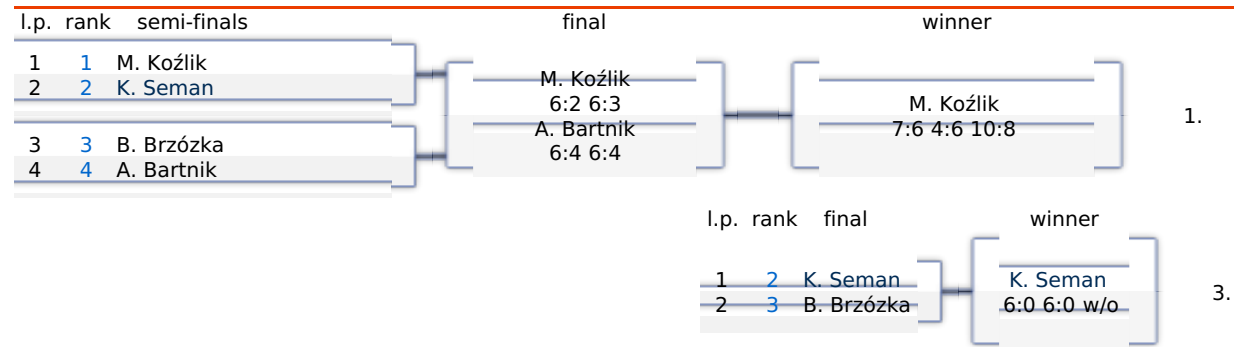 l.p. rank semi-finals final winner
1 1 M. Koźlik
2 2 K. Seman
3 3 B. Brzózka
4 4 A. Bartnik
M. Koźlik
6:2 6:3
A. Bartnik
6:4 6:4
M. Koźlik
7:6 4:6 10:8
1.
l.p. rank final winner
1 2 K. Seman
2 3 B. Brzózka
K. Seman
6:0 6:0 w/o
3.